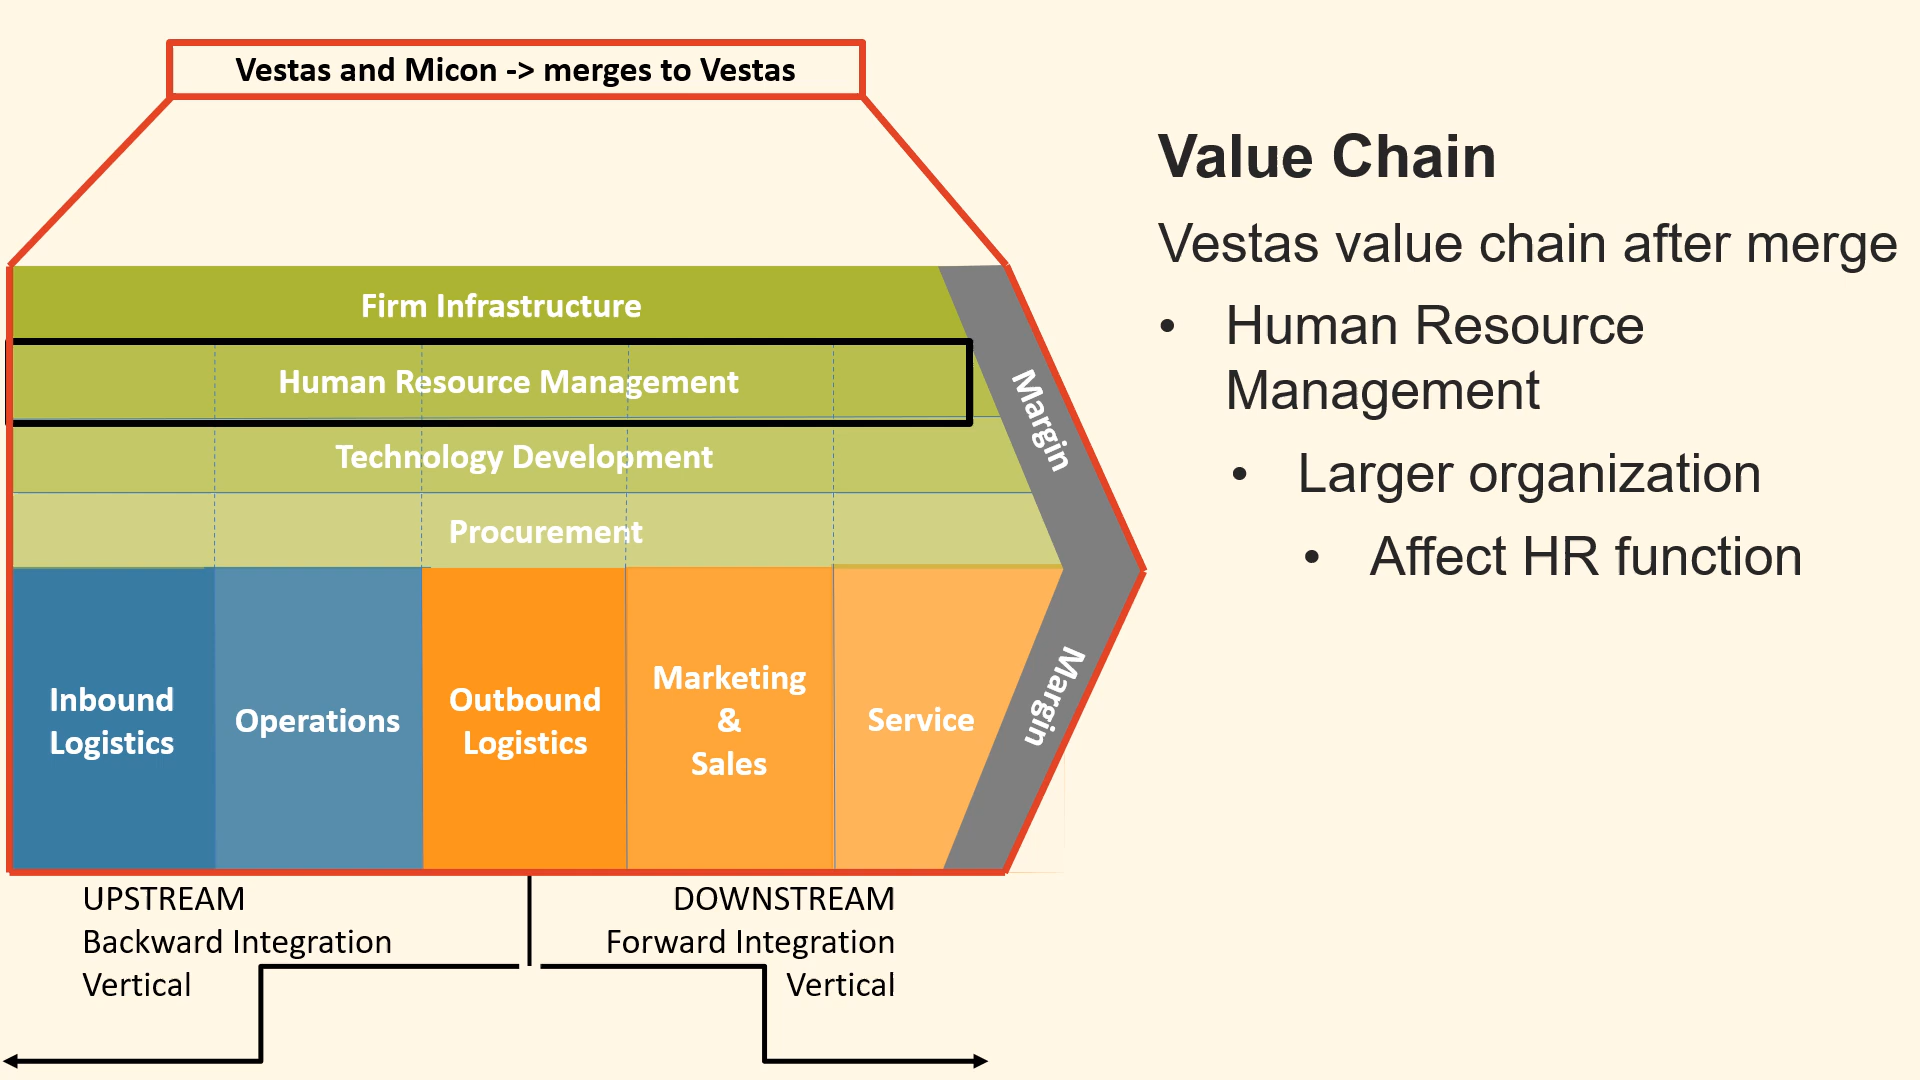 Vestas and Micon -> merges to Vestas
Firm Infrastructure
Human Resource Management
Technology Development
Procurement
Margin
Margin
Inbound
Logistics
Operations
Outbound
Logistics
Marketing
&
Sales
Service
UPSTREAM
Backward Integration
Vertical
DOWNSTREAM
Forward Integration
Vertical
Value Chain
Vestas value chain after merge
• Human Resource
Management
• Larger organization
• Affect HR function